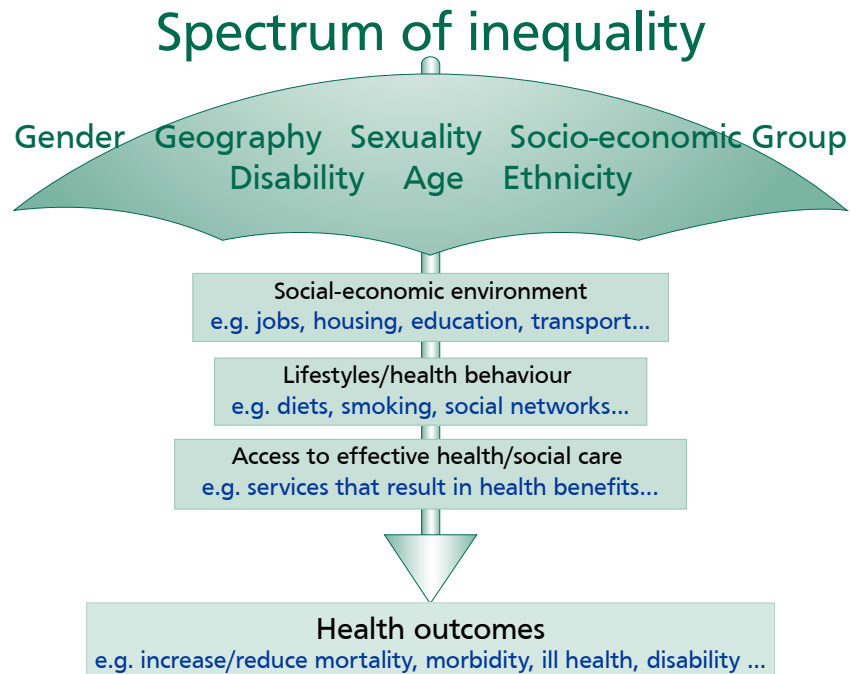 Spectrum of inequality
Gender Geography Sexuality Socio-economic Group
Disability Age Ethnicity
Social-economic environment
e.g. jobs, housing, education, transport...
Lifestyles/health behaviour
e.g. diets, smoking, social networks...
Access to effective health/social care
e.g. services that result in health benefits...
Health outcomes
e.g. increase/reduce mortality, morbidity, ill health, disability ...